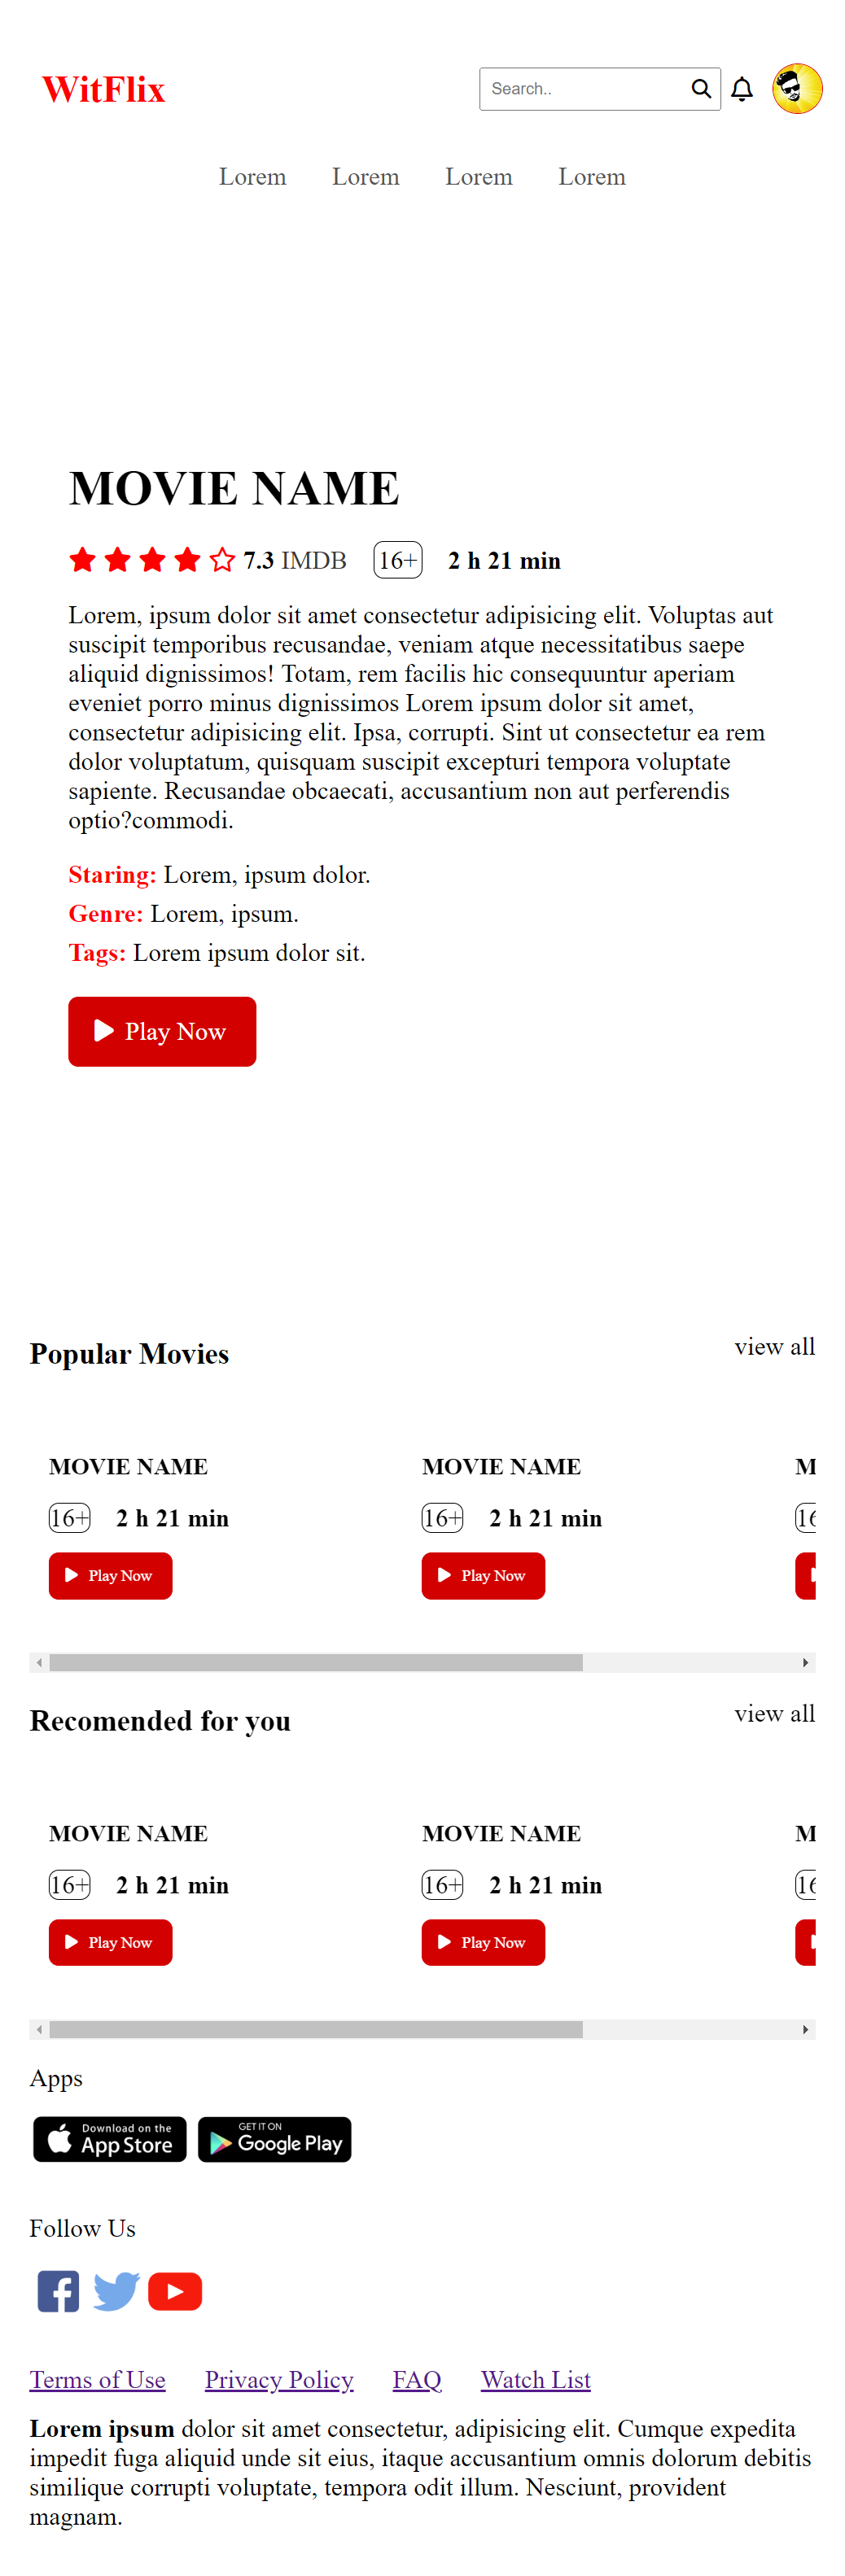 WitFlix
Search..
Lorem Lorem Lorem Lorem
MOVIE NAME
7.3 IMDB 16+ 2 h 21 min
Lorem, ipsum dolor sit amet consectetur adipisicing elit. Voluptas aut
suscipit temporibus recusandae, veniam atque necessitatibus saepe
aliquid dignissimos! Totam, rem facilis hic consequuntur aperiam
eveniet porro minus dignissimos Lorem ipsum dolor sit amet,
consectetur adipisicing elit. Ipsa, corrupti. Sint ut consectetur ea rem
dolor voluptatum, quisquam suscipit excepturi tempora voluptate
sapiente. Recusandae obcaecati, accusantium non aut perferendis
optio?commodi.
Staring: Lorem, ipsum dolor.
Genre: Lorem, ipsum.
Tags: Lorem ipsum dolor sit.
Play Now
Popular Movies view all
MOVIE NAME MOVIE NAME M
16+ 2 h 21 min 16+ 2 h 21 min 16
Play Now Play Now
Recomended for you view all
MOVIE NAME MOVIE NAME M
16+ 2 h 21 min 16+ 2 h 21 min 16
Play Now Play Now
Apps
Download on the App Store GET IT ON Google Play
Follow Us
Terms of Use Privacy Policy FAQ Watch List
Lorem ipsum dolor sit amet consectetur, adipisicing elit. Cumque expedita
impedit fuga aliquid unde sit eius, itaque accusantium omnis dolorum debitis
similique corrupti voluptate, tempora odit illum. Nesciunt, provident
magnam.